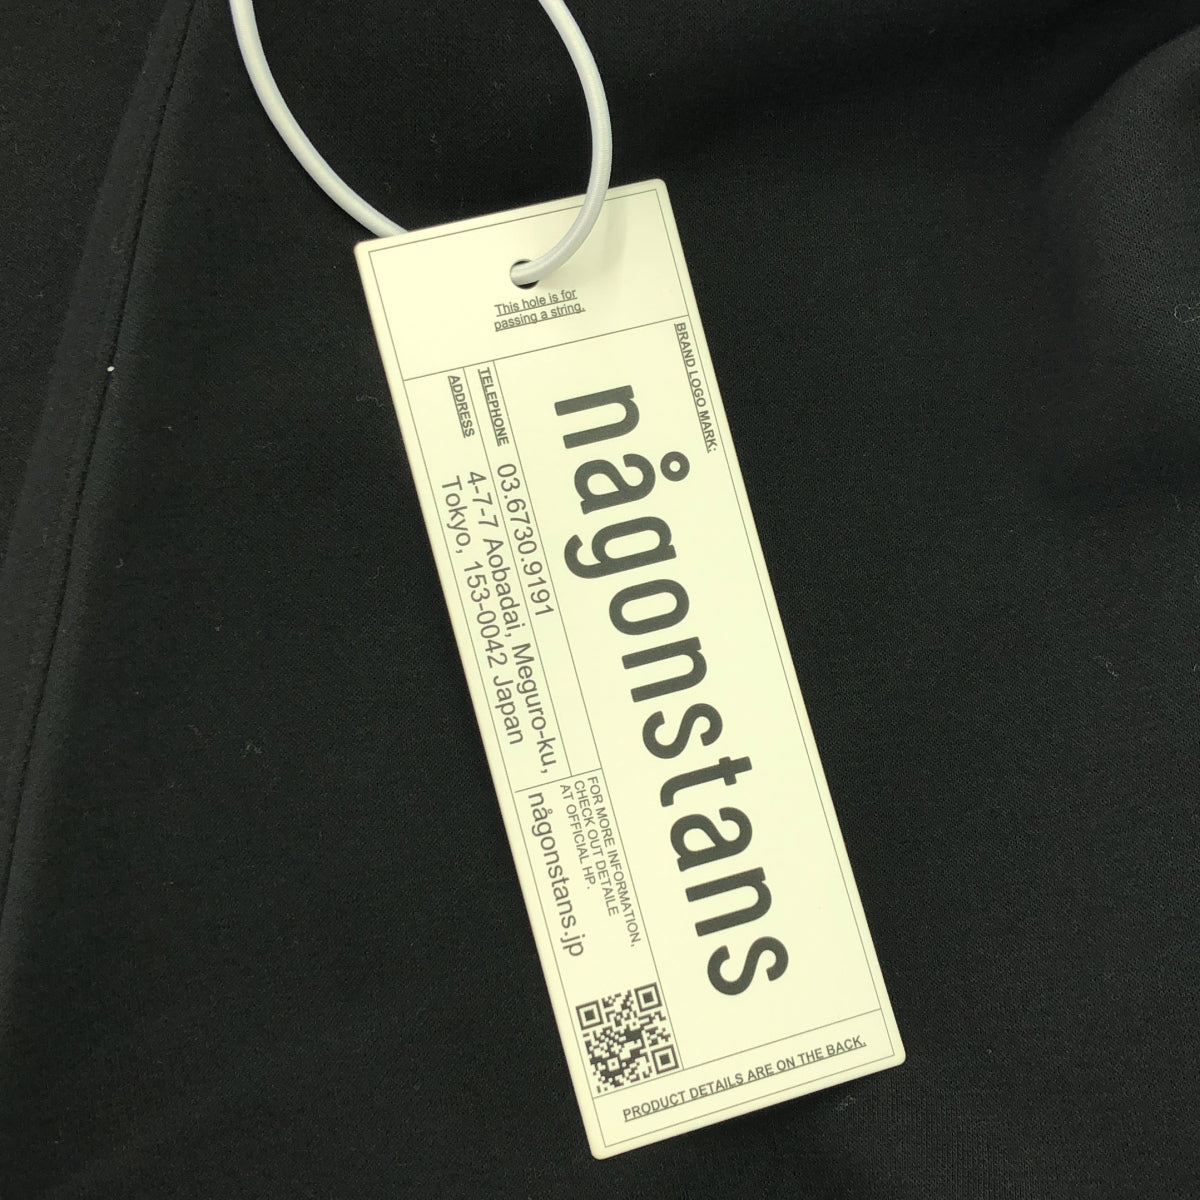 This hole is for
passing a string.
BRAND LOGO MARK:
någonstans
TELEPHONE 03.6730.9191
ADDRESS 4-7-7 Aobadai, Meguro-ku,
Tokyo, 153-0042 Japan
FOR MORE INFORMATION,
CHECK OUT DETAILE
AT OFFICIAL HP.
någonstans.jp
PRODUCT DETAILS ARE ON THE BACK.